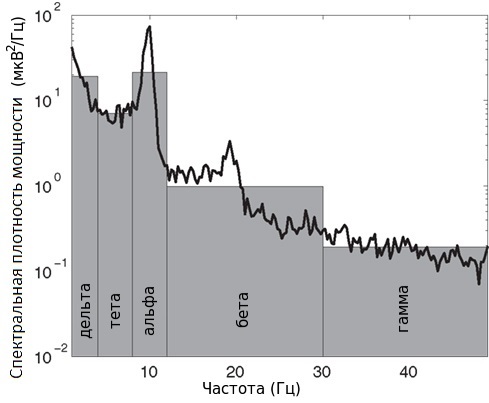 Спектральная плотность мощности (мкВ²/Гц)
10²
10¹
10⁰
10⁻¹
10⁻²
дельта
тета
альфа
бета
гамма
10
20
30
40
Частота (Гц)